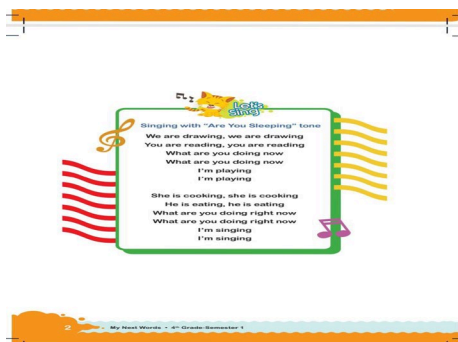 Let's
Sing
Singing with "Are You Sleeping" tone
We are drawing, we are drawing
You are reading, you are reading
What are you doing now
What are you doing now
I'm playing
I'm playing
She is cooking, she is cooking
He is eating, he is eating
What are you doing right now
What are you doing right now
I'm singing
I'm singing
2 My Next Words • 4th Grade-Semester 1